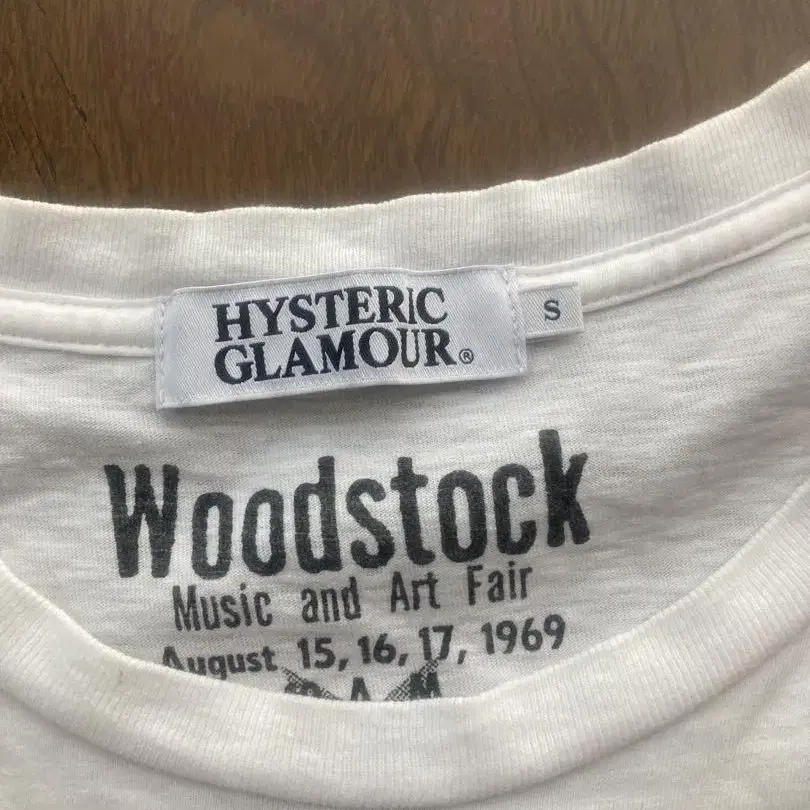 HYSTERIC
GLAMOUR®
S
Woodstock
Music and Art Fair
August 15, 16, 17, 1969